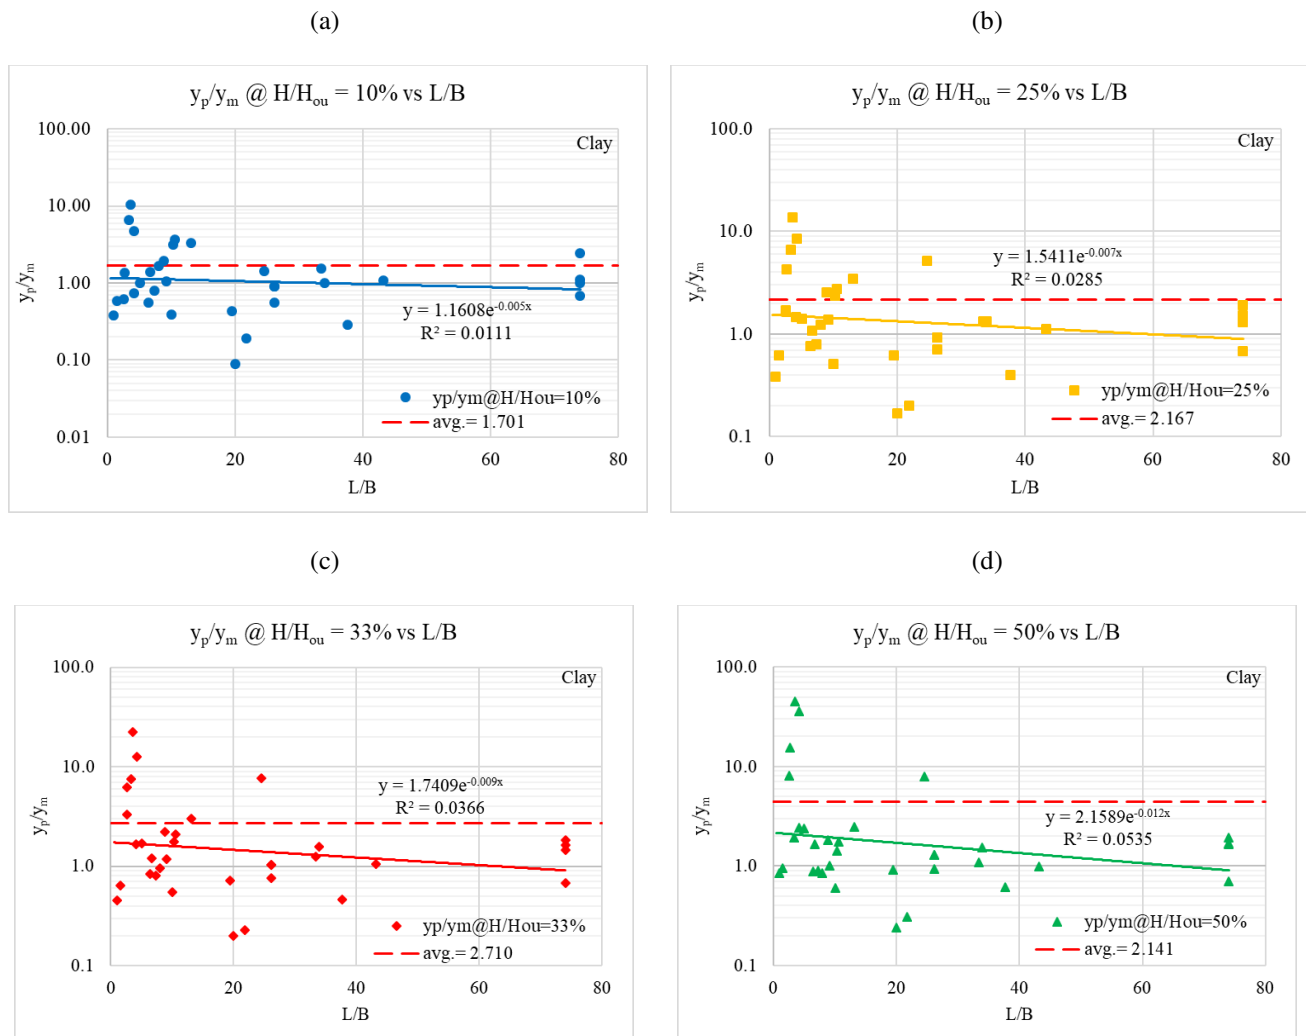 (a)
(b)
yp/ym @ H/Hou = 10% vs L/B
100.00
10.00
1.00
0.10
0.01
yp/ym
Clay
y = 1.1608e-0.005x
R² = 0.0111
yp/ym@H/Hou=10%
avg.= 1.701
0 20 40 60 80
L/B
yp/ym @ H/Hou = 25% vs L/B
100.0
10.0
1.0
0.1
yp/ym
Clay
y = 1.5411e-0.007x
R² = 0.0285
yp/ym@H/Hou=25%
avg.= 2.167
0 20 40 60 80
L/B
(c)
(d)
yp/ym @ H/Hou = 33% vs L/B
100.0
10.0
1.0
0.1
yp/ym
Clay
y = 1.7409e-0.009x
R² = 0.0366
yp/ym@H/Hou=33%
avg.= 2.710
0 20 40 60 80
L/B
yp/ym @ H/Hou = 50% vs L/B
100.0
10.0
1.0
0.1
yp/ym
Clay
y = 2.1589e-0.012x
R² = 0.0535
yp/ym@H/Hou=50%
avg.= 2.141
0 20 40 60 80
L/B